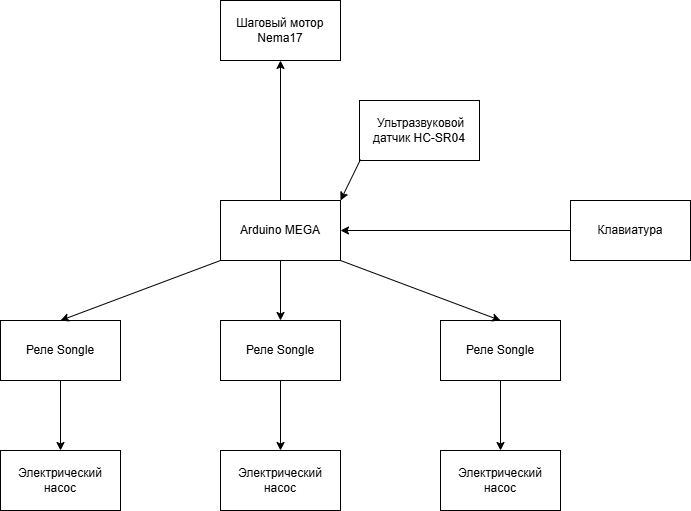 Шаговый мотор
Nema17
Ультразвуковой
датчик HC-SR04
Arduino MEGA
Клавиатура
Реле Songle
Реле Songle
Реле Songle
Электрический
насос
Электрический
насос
Электрический
насос